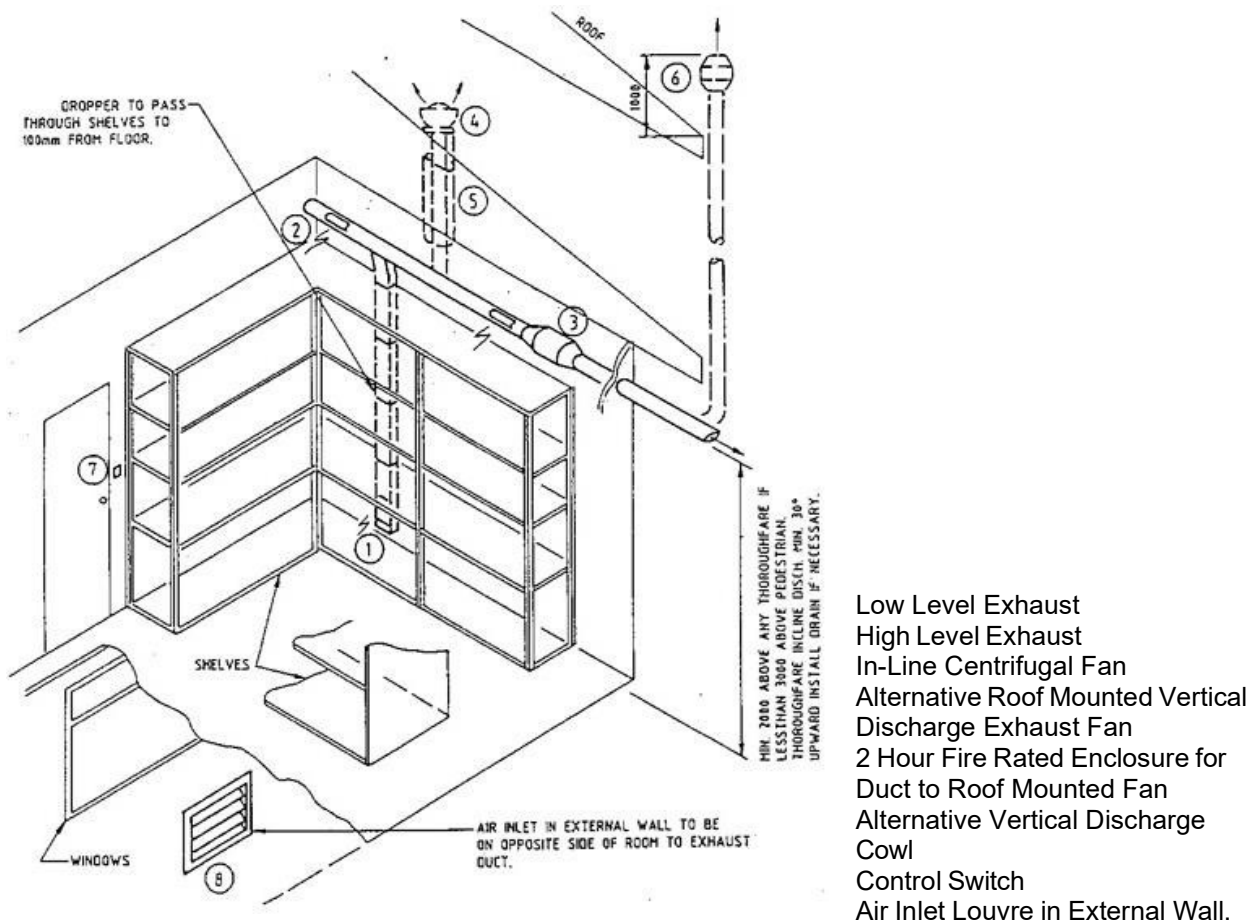 ROOF
6
1000
DROPPER TO PASS
THROUGH SHELVES TO
100mm FROM FLOOR.
4
5
2
3
7
1
MIN. 2000 ABOVE ANY THOROUGHFARE IF
LESSTHAN 3000 ABOVE PEDESTRIAN.
THOROUGHFARE INCLINE DISCH. MIN. 30°
UPWARD INSTALL DRAIN IF NECESSARY.
SHELVES
WINDOWS
8
AIR INLET IN EXTERNAL WALL TO BE
ON OPPOSITE SIDE OF ROOM TO EXHAUST
DUCT.
Low Level Exhaust
High Level Exhaust
In-Line Centrifugal Fan
Alternative Roof Mounted Vertical
Discharge Exhaust Fan
2 Hour Fire Rated Enclosure for
Duct to Roof Mounted Fan
Alternative Vertical Discharge
Cowl
Control Switch
Air Inlet Louvre in External Wall.